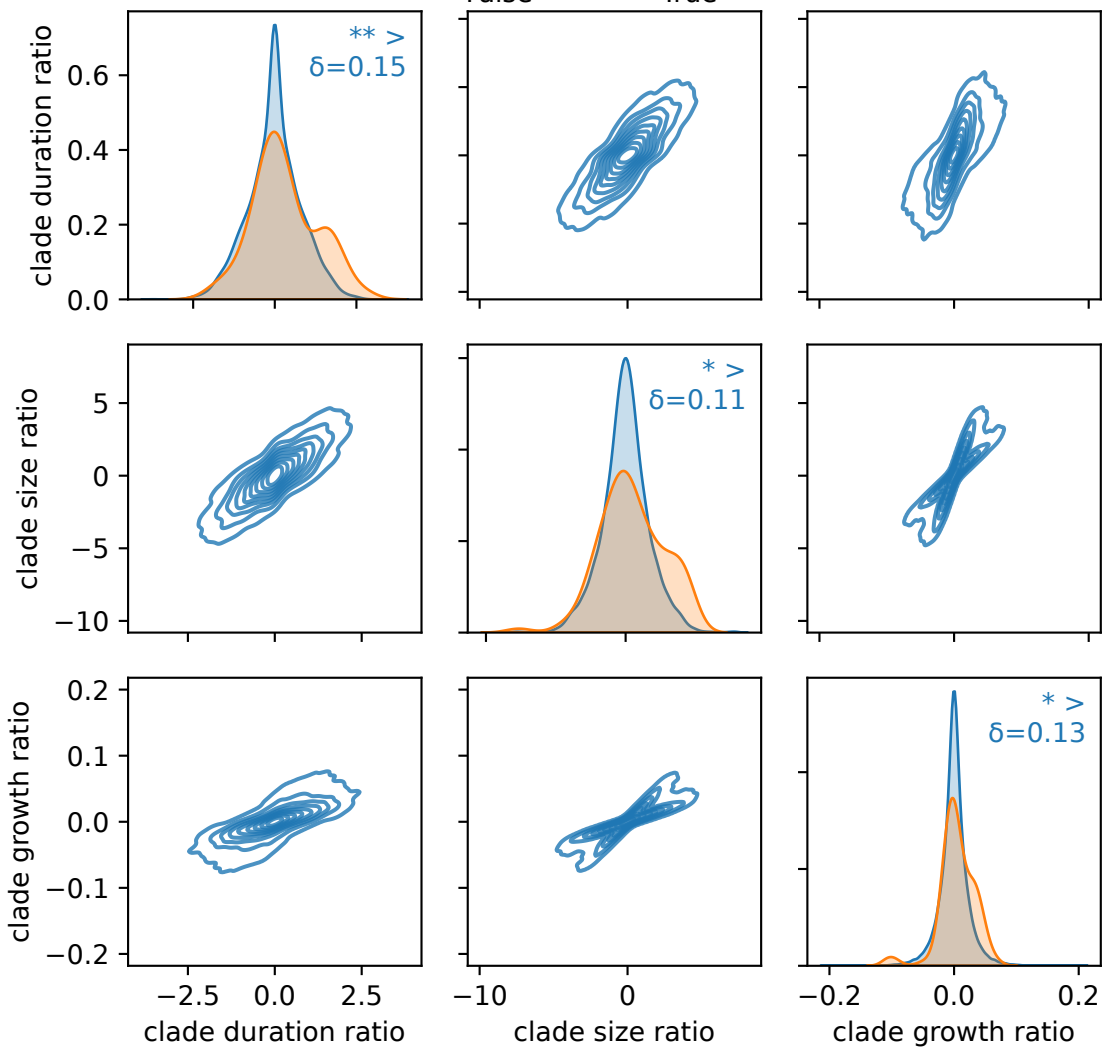 True
** >
δ=0.15
clade duration ratio
0.6
0.4
0.2
0.0
* >
δ=0.11
clade size ratio
5
0
−5
−10
* >
δ=0.13
clade growth ratio
0.2
0.1
0.0
−0.1
−0.2
−2.5 0.0 2.5
−10 0
−0.2 0.0 0.2
clade duration ratio
clade size ratio
clade growth ratio